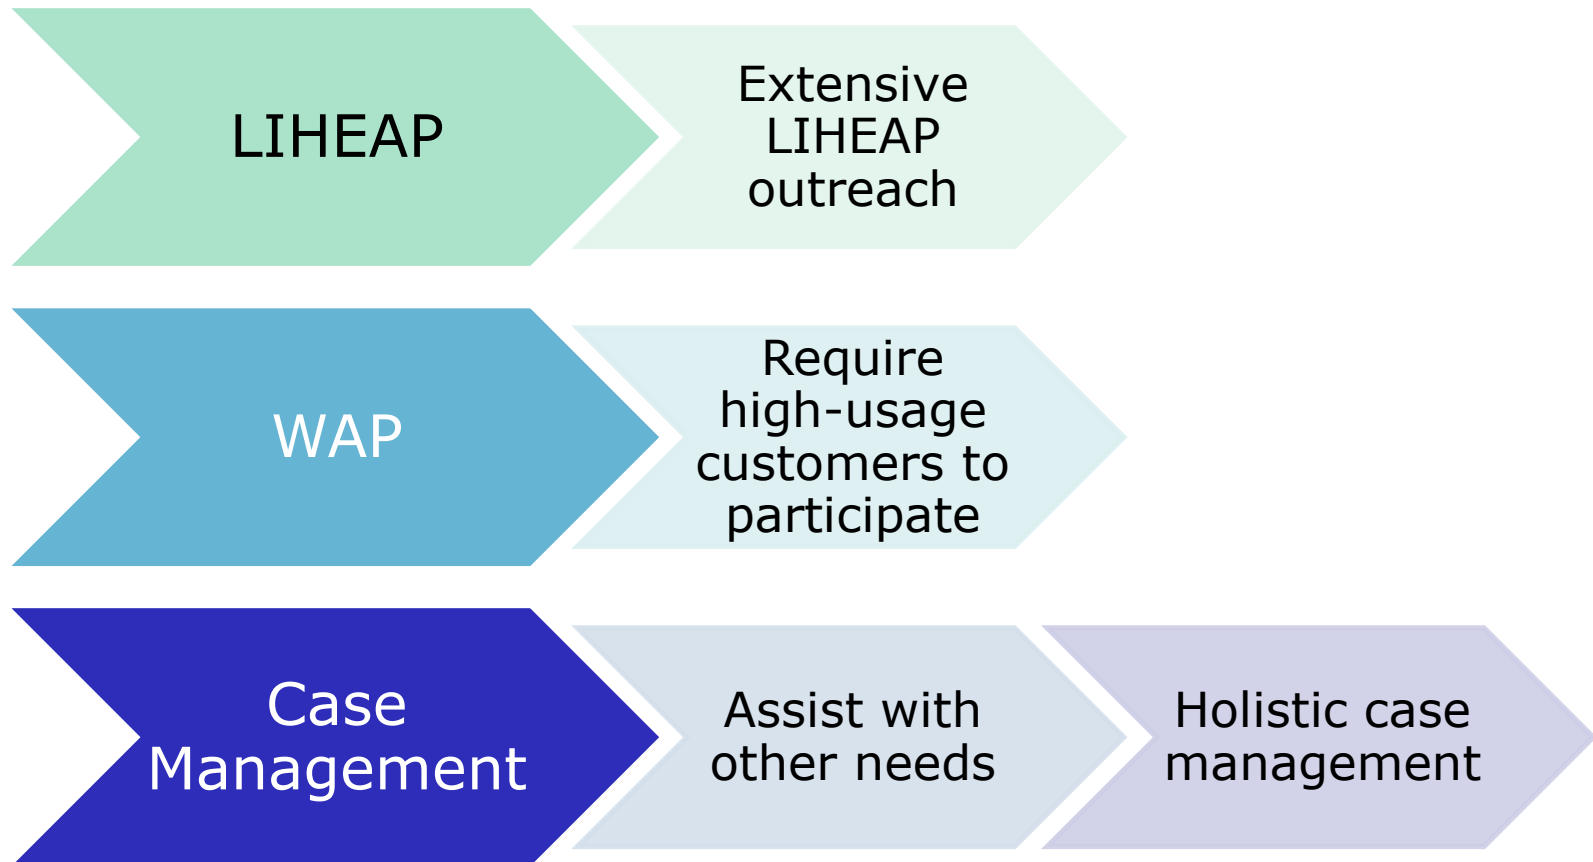 LIHEAP
Extensive
LIHEAP
outreach
WAP
Require
high-usage
customers to
participate
Case
Management
Assist with
other needs
Holistic case
management